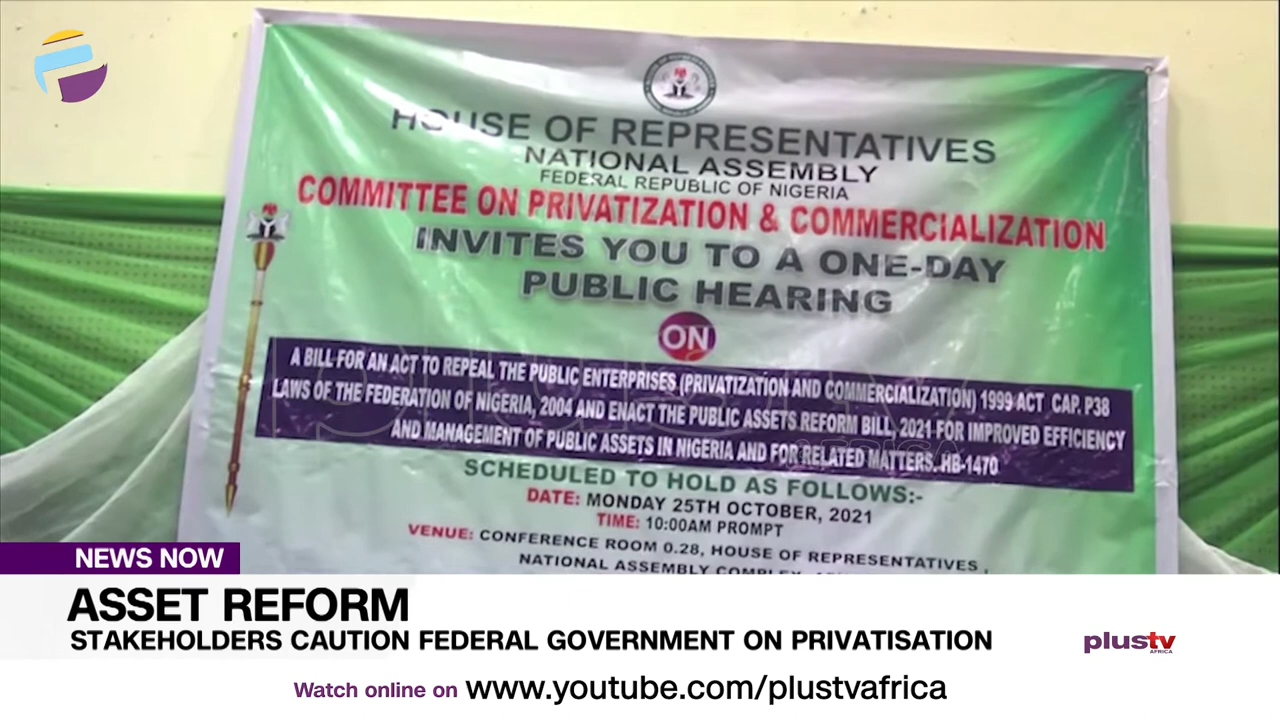 HOUSE OF REPRESENTATIVES
NATIONAL ASSEMBLY
FEDERAL REPUBLIC OF NIGERIA
COMMITTEE ON PRIVATIZATION & COMMERCIALIZATION
INVITES YOU TO A ONE-DAY
PUBLIC HEARING
ON
A BILL FOR AN ACT TO REPEAL THE PUBLIC ENTERPRISES (PRIVATIZATION AND COMMERCIALIZATION) 1999 ACT CAP. P38
LAWS OF THE FEDERATION OF NIGERIA, 2004 AND ENACT THE PUBLIC ASSETS REFORM BILL, 2021 FOR IMPROVED EFFICIENCY
AND MANAGEMENT OF PUBLIC ASSETS IN NIGERIA AND FOR RELATED MATTERS. HB-1470
SCHEDULED TO HOLD AS FOLLOWS:-
DATE: MONDAY 25TH OCTOBER, 2021
TIME: 10:00AM PROMPT
VENUE: CONFERENCE ROOM 0.28, HOUSE OF REPRESENTATIVES,
NATIONAL ASSEMBLY COMPLEX,
NEWS NOW
ASSET REFORM
STAKEHOLDERS CAUTION FEDERAL GOVERNMENT ON PRIVATISATION
plustv
AFRICA
Watch online on www.youtube.com/plustvafrica